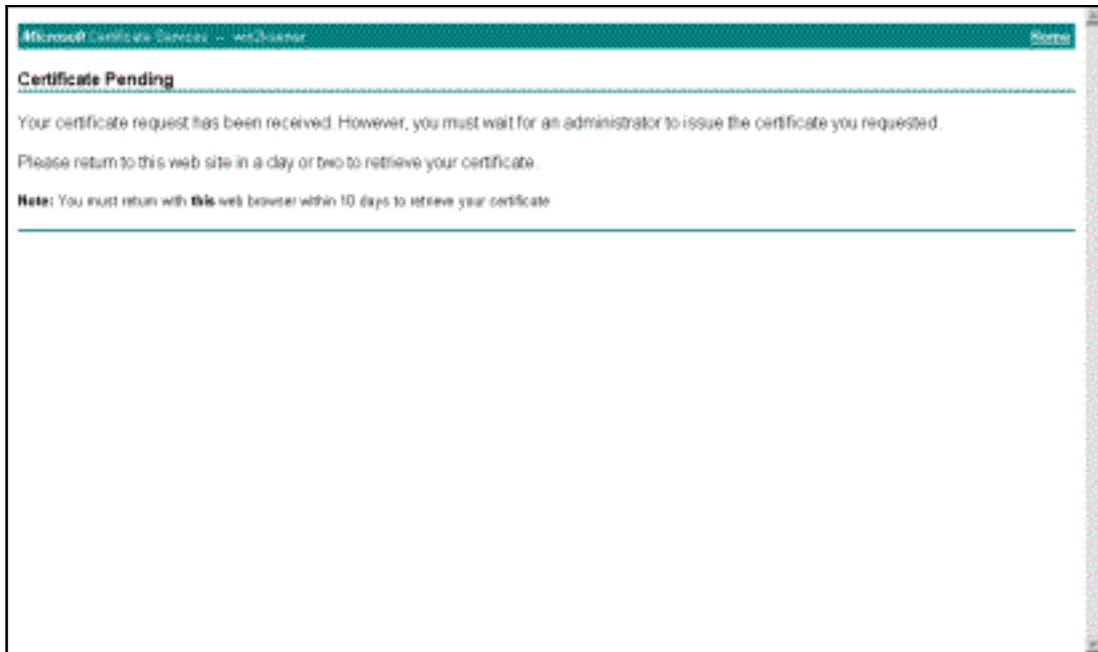 Microsoft Certificate Services -- win2kserver Home
Certificate Pending
Your certificate request has been received. However, you must wait for an administrator to issue the certificate you requested.
Please return to this web site in a day or two to retrieve your certificate.
Note: You must return with this web browser within 10 days to retrieve your certificate